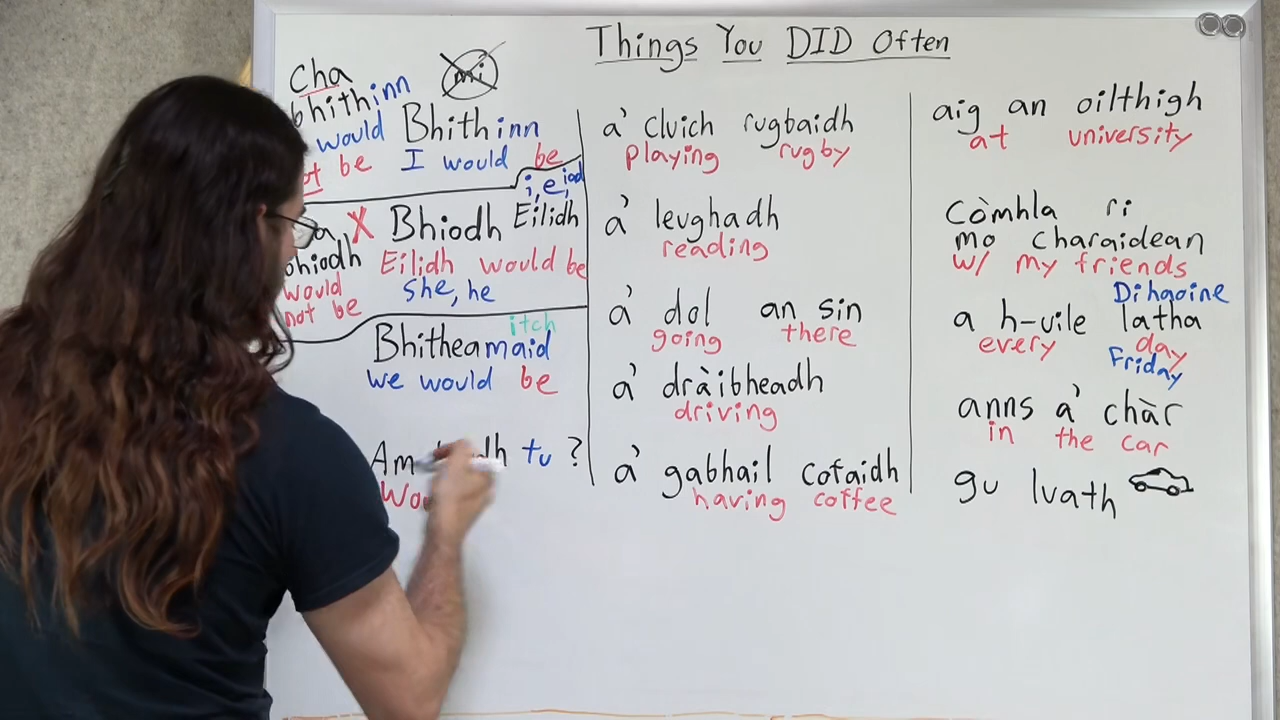 Things You DID Often
Cha
bhithinn
would
be
mi
Bhithinn
I would be
i, e, iad
X
Bhiodh Eilidh
Eilidh would be
she, he
bhiodh
would
not be
itch
Bhitheamaid
we would be
Am tu ?
a' cluich rugbaidh
playing rugby
a' leughadh
reading
a' dol an sin
going there
a' dràibheadh
driving
a' gabhail cofaidh
having coffee
aig an oilthigh
at university
Còmhla ri
mo charaidean
w/ my friends
Dihaoine
a h-uile latha
every day
Friday
anns a' chàr
in the car
gu luath